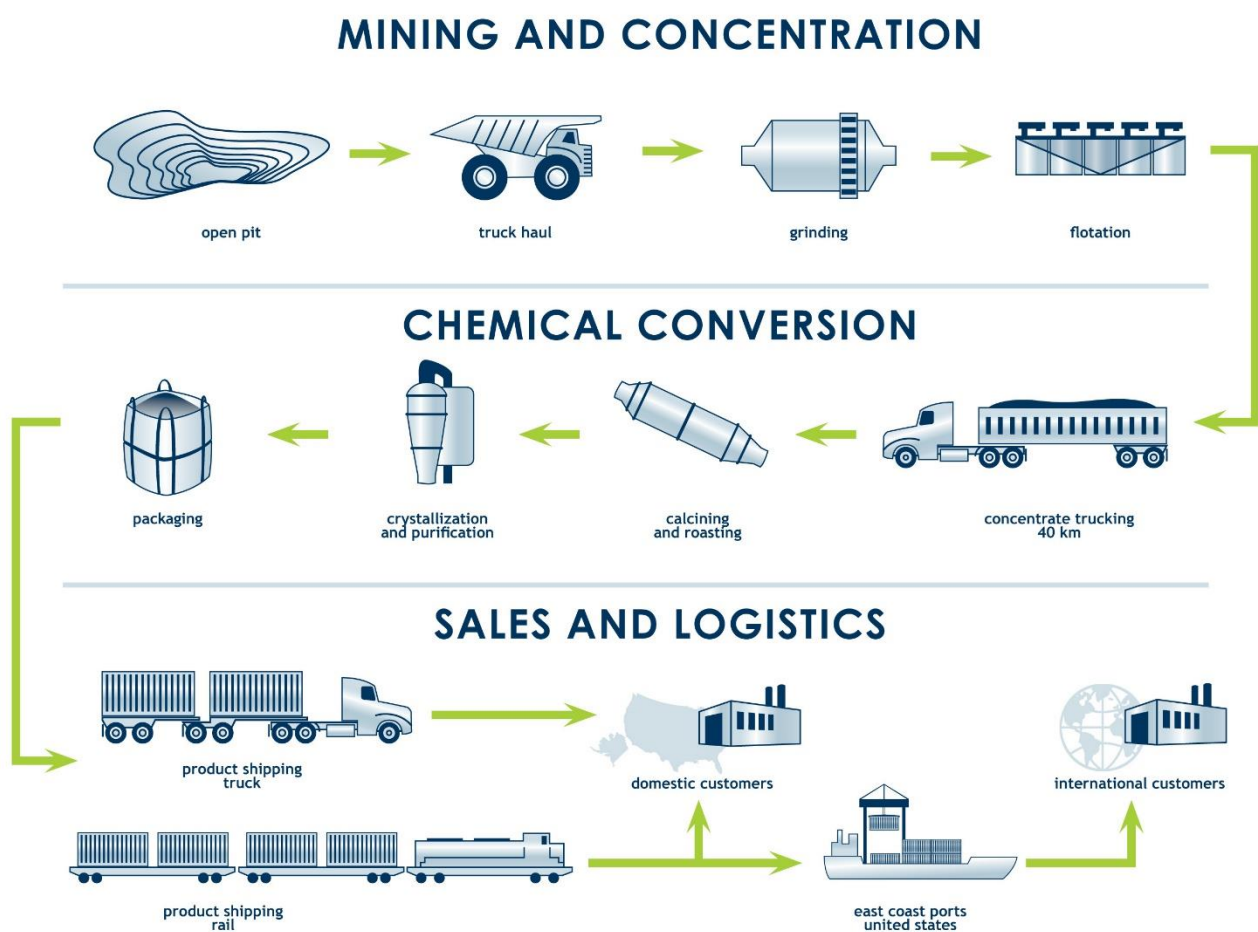 MINING AND CONCENTRATION
open pit
truck haul
grinding
flotation
CHEMICAL CONVERSION
packaging
crystallization
and purification
calcining
and roasting
concentrate trucking
40 km
SALES AND LOGISTICS
product shipping
truck
domestic customers
international customers
product shipping
rail
east coast ports
united states